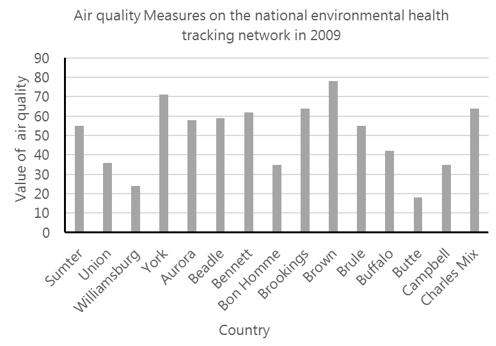 Air quality Measures on the national environmental health
tracking network in 2009
Value of  air quality
90
80
70
60
50
40
30
20
10
0
Sumter
Union
Williamsburg
York
Aurora
Beadle
Bennett
Bon Homme
Brookings
Brown
Brule
Buffalo
Butte
Campbell
Charles Mix
Country